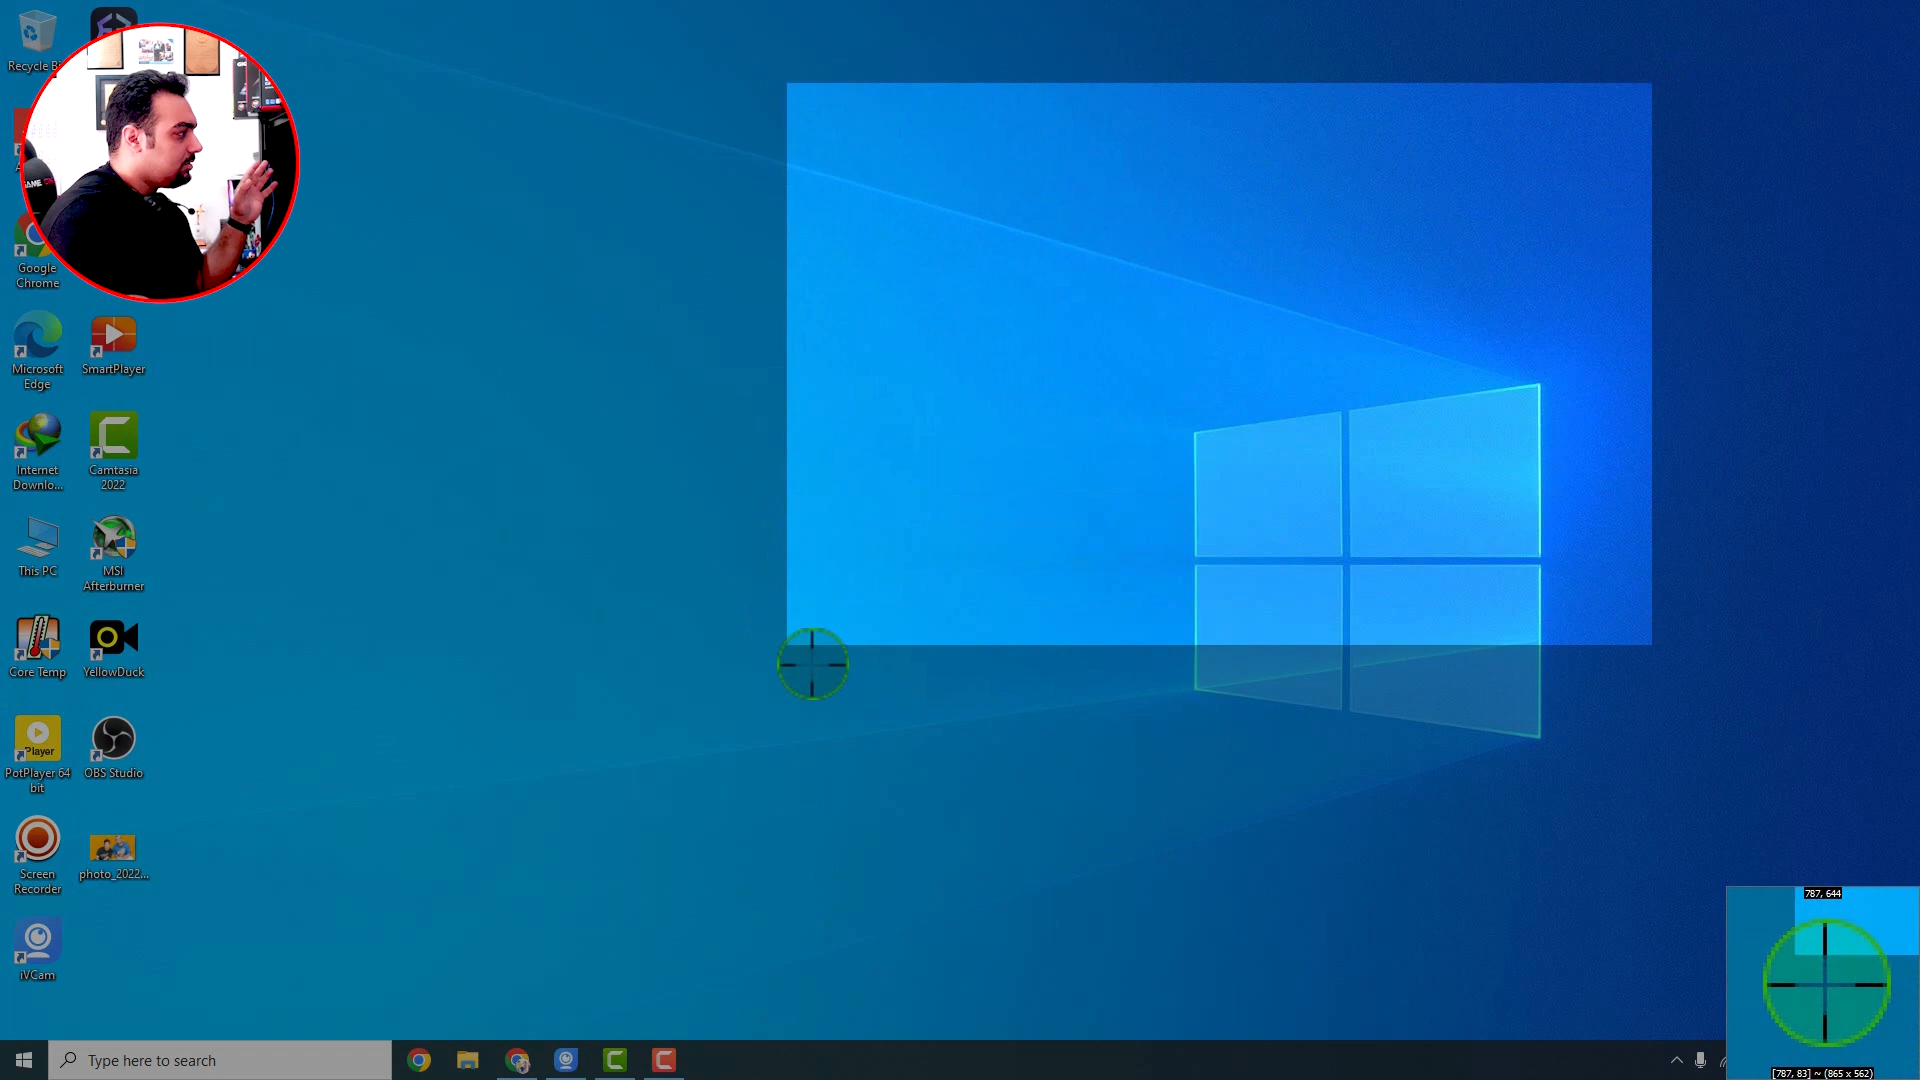 Recycle
Google
Chrome
Microsoft
Edge
SmartPlayer
Internet
Downlo...
Camtasia
2022
This PC
MSI
Afterburner
Core Temp
YellowDuck
Player
PotPlayer 64
bit
OBS Studio
Screen
Recorder
photo_2022...
iVCam
Type here to search
787, 644
[787, 83] ~ (865 x 562)